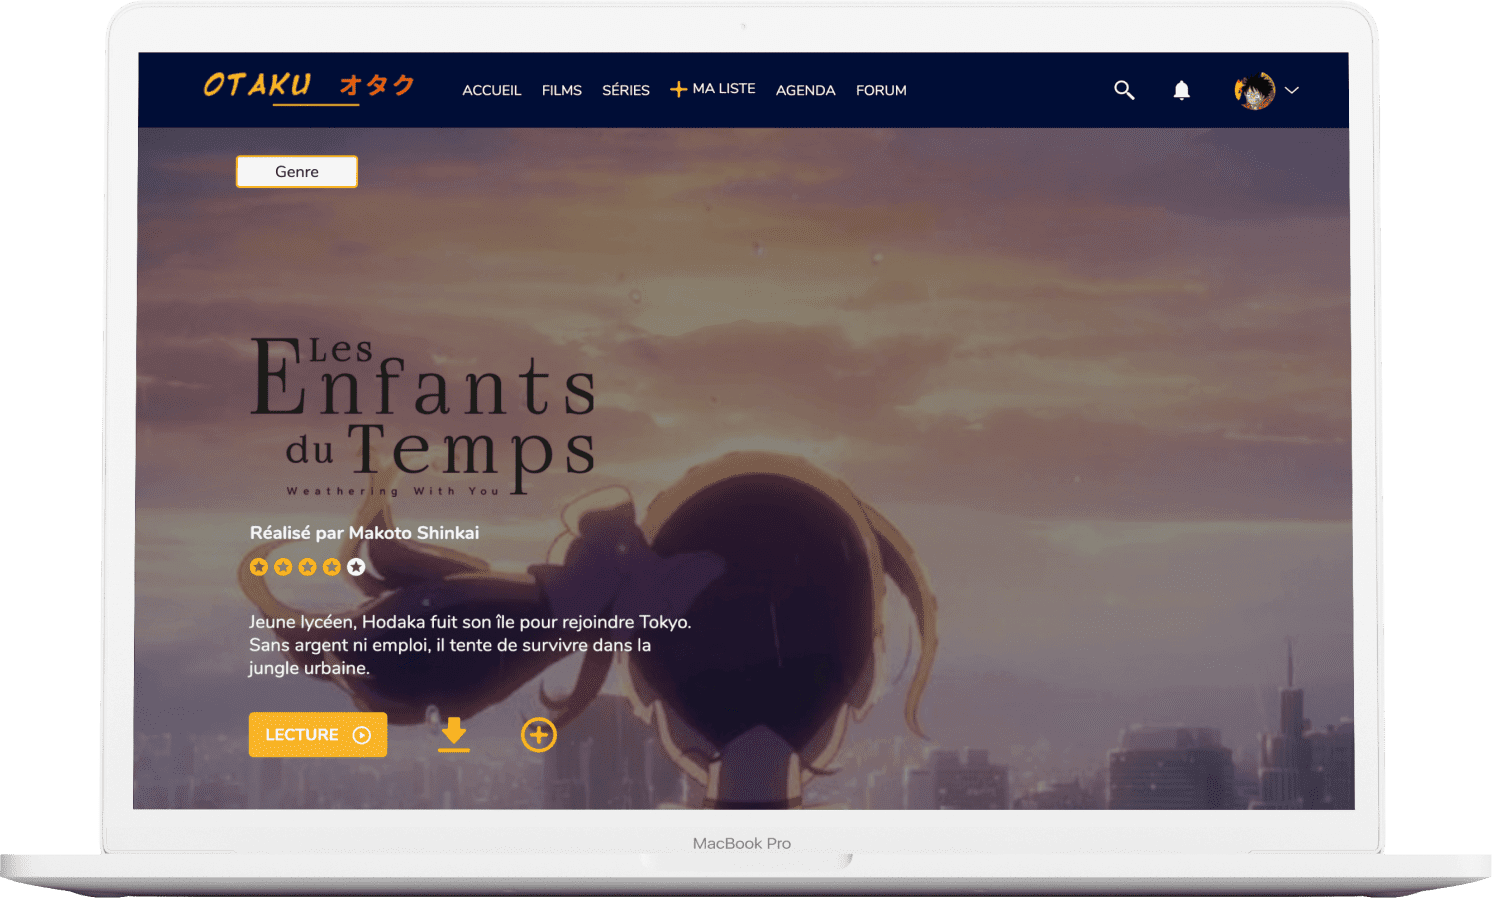 OTAKU オタク
ACCUEIL FILMS SÉRIES MA LISTE AGENDA FORUM
Genre
Les
Enfants
du Temps
Weathering With You
Réalisé par Makoto Shinkai
Jeune lycéen, Hodaka fuit son île pour rejoindre Tokyo.
Sans argent ni emploi, il tente de survivre dans la
jungle urbaine.
LECTURE
MacBook Pro